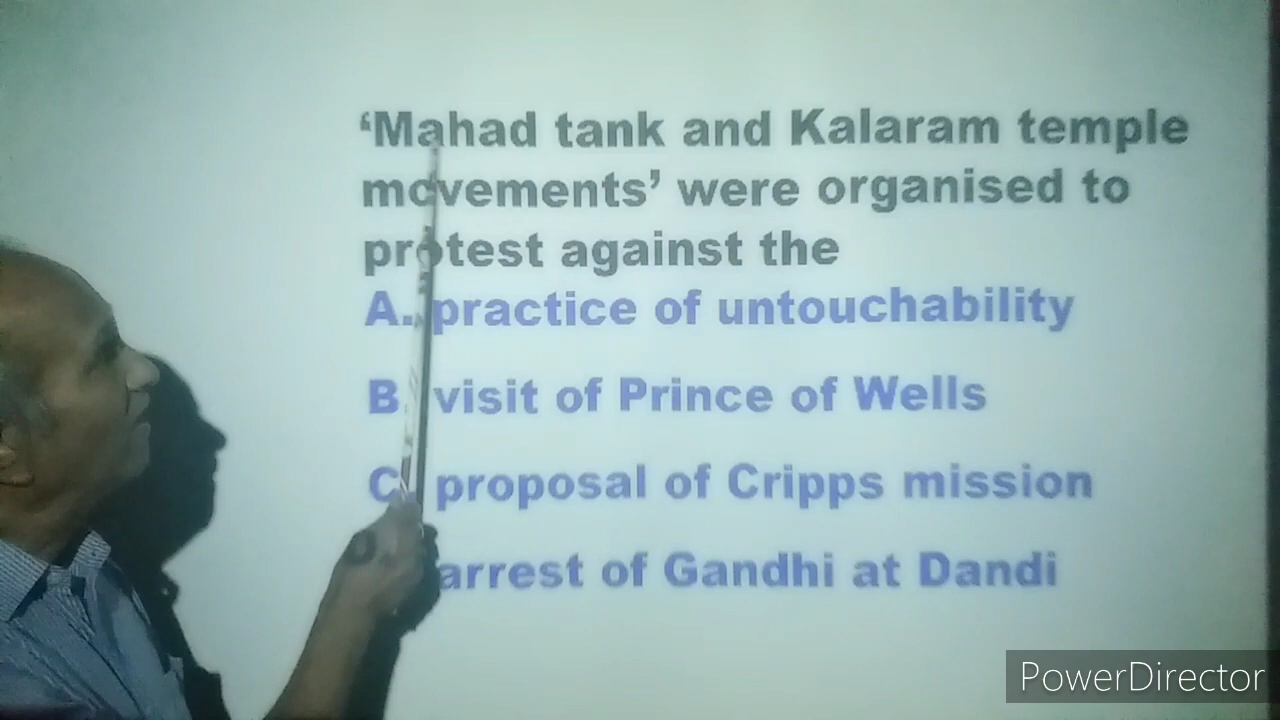 ‘Mahad tank and Kalaram temple
movements’ were organised to
protest against the
A. practice of untouchability
B. visit of Prince of Wells
C. proposal of Cripps mission
arrest of Gandhi at Dandi
PowerDirector